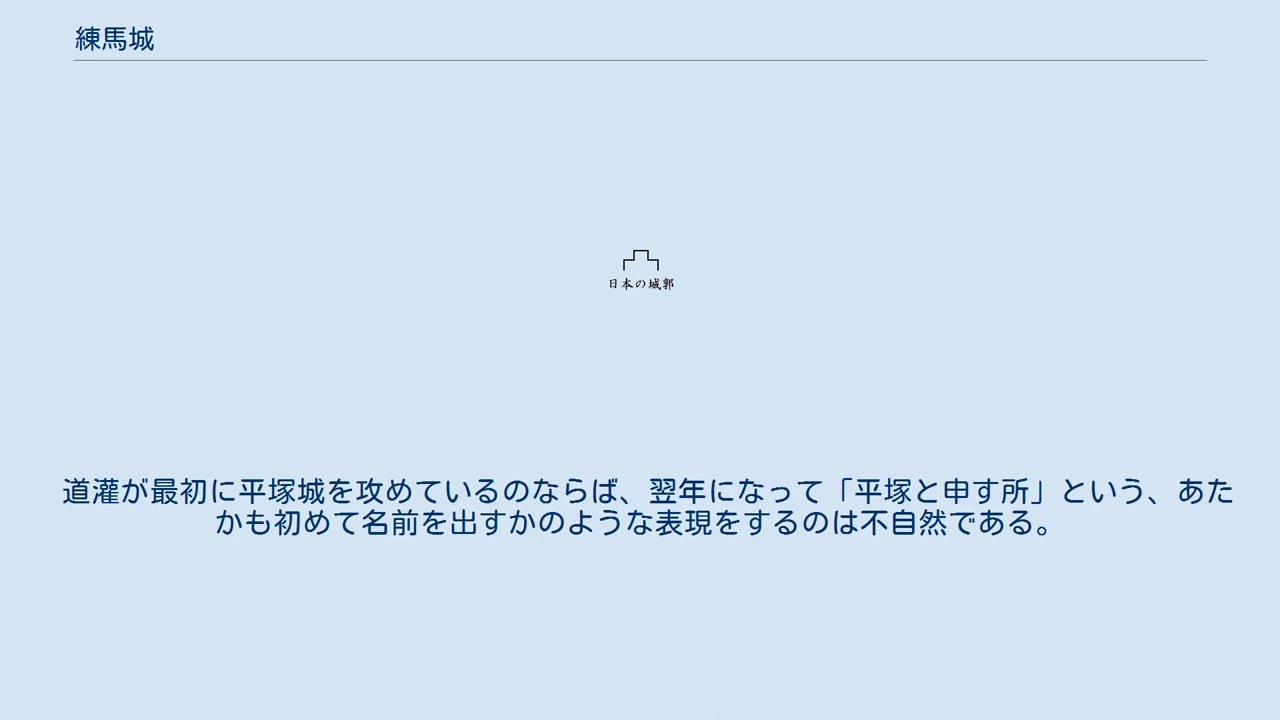 練馬城
日本の城郭
道灌が最初に平塚城を攻めているのならば、翌年になって「平塚と申す所」という、あた
かも初めて名前を出すかのような表現をするのは不自然である。